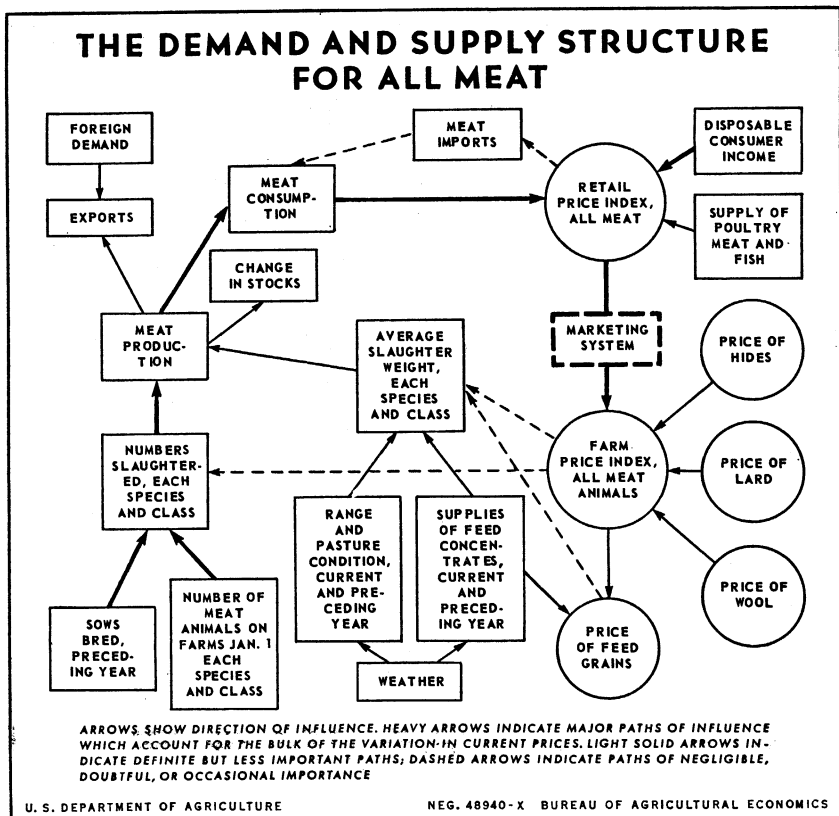 THE DEMAND AND SUPPLY STRUCTURE
FOR ALL MEAT
FOREIGN
DEMAND
EXPORTS
MEAT
CONSUMP-
TION
MEAT
IMPORTS
RETAIL
PRICE INDEX,
ALL MEAT
DISPOSABLE
CONSUMER
INCOME
SUPPLY OF
POULTRY
MEAT AND
FISH
CHANGE
IN STOCKS
MEAT
PRODUC-
TION
AVERAGE
SLAUGHTER
WEIGHT,
EACH
SPECIES
AND CLASS
MARKETING
SYSTEM
PRICE OF
HIDES
NUMBERS
SLAUGHTER-
ED, EACH
SPECIES
AND CLASS
FARM
PRICE INDEX,
ALL MEAT
ANIMALS
PRICE OF
LARD
RANGE
AND
PASTURE
CONDITION,
CURRENT
AND PRE-
CEDING
YEAR
SUPPLIES
OF FEED
CONCEN-
TRATES,
CURRENT
AND
PRECED-
ING YEAR
PRICE OF
WOOL
SOWS
BRED,
PRECED-
ING YEAR
NUMBER OF
MEAT
ANIMALS ON
FARMS JAN. 1
EACH
SPECIES
AND CLASS
WEATHER
PRICE
OF FEED
GRAINS
ARROWS SHOW DIRECTION OF INFLUENCE. HEAVY ARROWS INDICATE MAJOR PATHS OF INFLUENCE
WHICH ACCOUNT FOR THE BULK OF THE VARIATION IN CURRENT PRICES. LIGHT SOLID ARROWS IN-
DICATE DEFINITE BUT LESS IMPORTANT PATHS; DASHED ARROWS INDICATE PATHS OF NEGLIGIBLE,
DOUBTFUL, OR OCCASIONAL IMPORTANCE
U. S. DEPARTMENT OF AGRICULTURE
NEG. 48940-X BUREAU OF AGRICULTURAL ECONOMICS